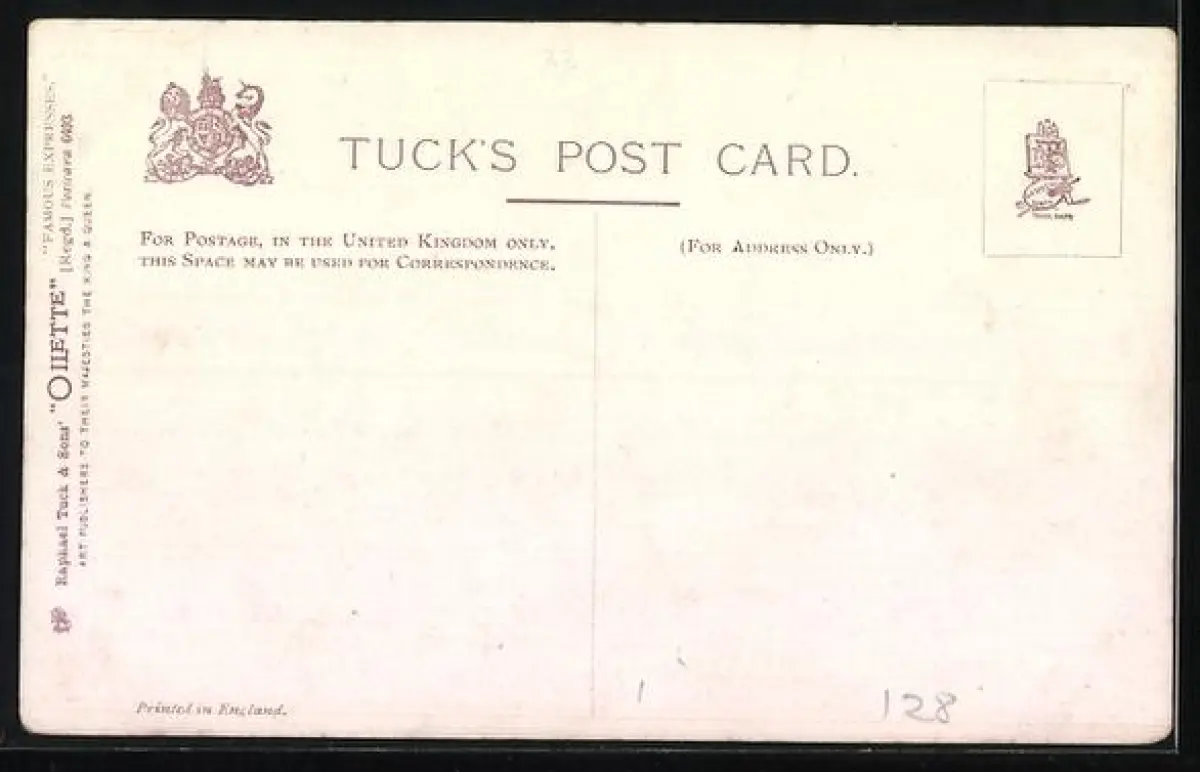 TUCK'S POST CARD.
FOR POSTAGE, IN THE UNITED KINGDOM ONLY,
THIS SPACE MAY BE USED FOR CORRESPONDENCE.
(FOR ADDRESS ONLY.)
Raphael Tuck & Sons' "OILETTE" [Regd.] Postcard 6493
"FAMOUS EXPRESSES."
ART PUBLISHERS TO THEIR MAJESTIES THE KING & QUEEN.
Printed in England.
1
128